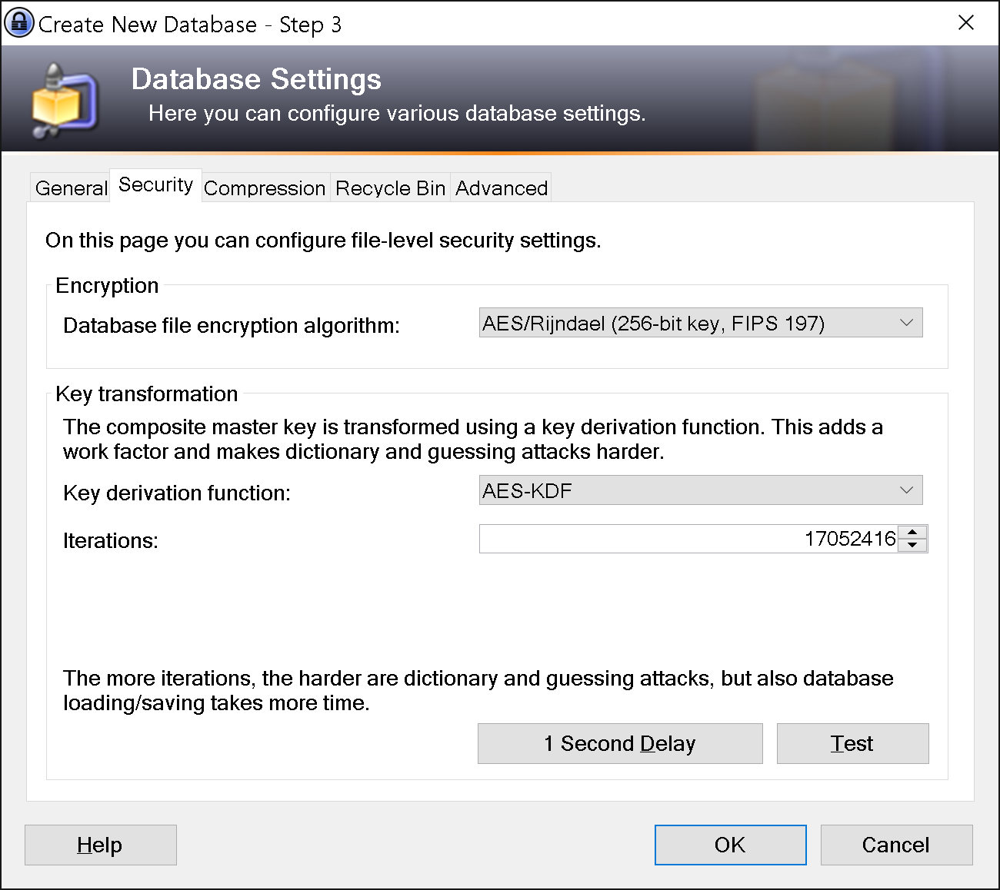 Create New Database - Step 3
Database Settings
Here you can configure various database settings.
General Security Compression Recycle Bin Advanced
On this page you can configure file-level security settings.
Encryption
Database file encryption algorithm: AES/Rijndael (256-bit key, FIPS 197)
Key transformation
The composite master key is transformed using a key derivation function. This adds a
work factor and makes dictionary and guessing attacks harder.
Key derivation function: AES-KDF
Iterations: 17052416
The more iterations, the harder are dictionary and guessing attacks, but also database
loading/saving takes more time.
1 Second Delay Test
Help OK Cancel